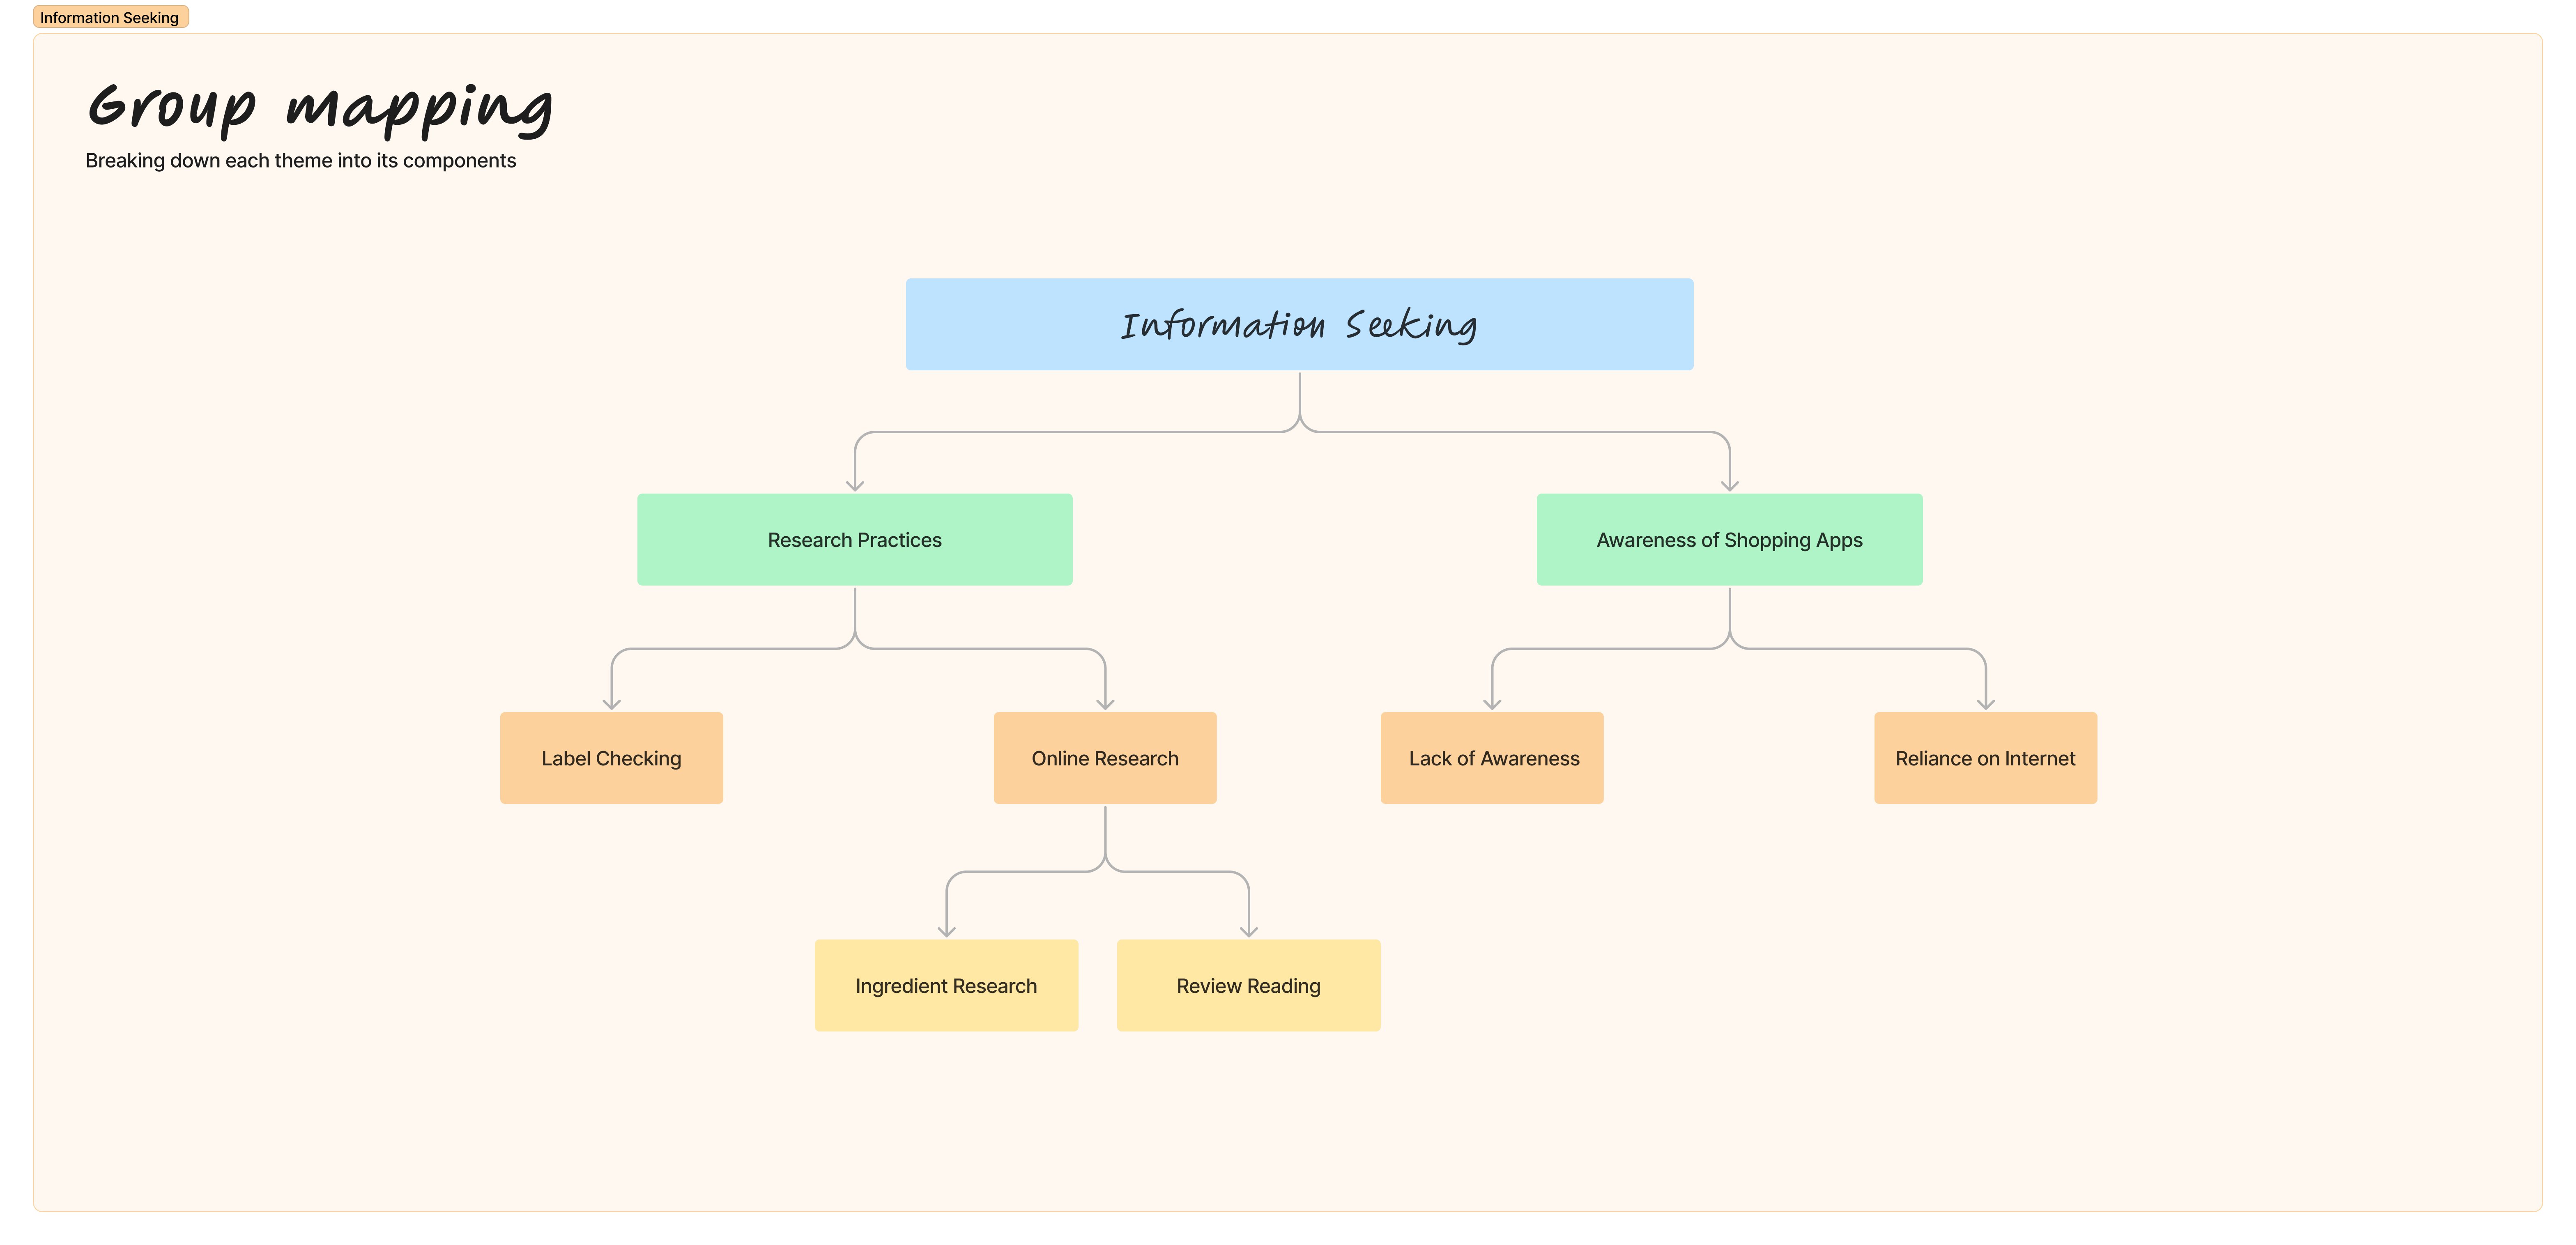 Information Seeking
Group mapping
Breaking down each theme into its components
Information Seeking
Research Practices
Awareness of Shopping Apps
Label Checking
Online Research
Lack of Awareness
Reliance on Internet
Ingredient Research
Review Reading